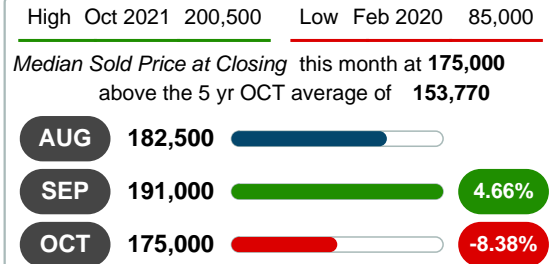 High Oct 2021 200,500 Low Feb 2020 85,000
Median Sold Price at Closing this month at 175,000
above the 5 yr OCT average of 153,770
AUG 182,500
SEP 191,000 4.66%
OCT 175,000 -8.38%